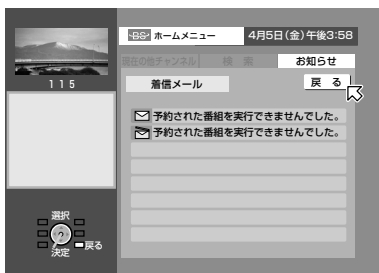 BS ホームメニュー 4月5日(金)午後3:58
現在の他チャンネル 検 索 お知らせ
115
着信メール 戻 る
予約された番組を実行できませんでした。
予約された番組を実行できませんでした。
選択
戻る
決定